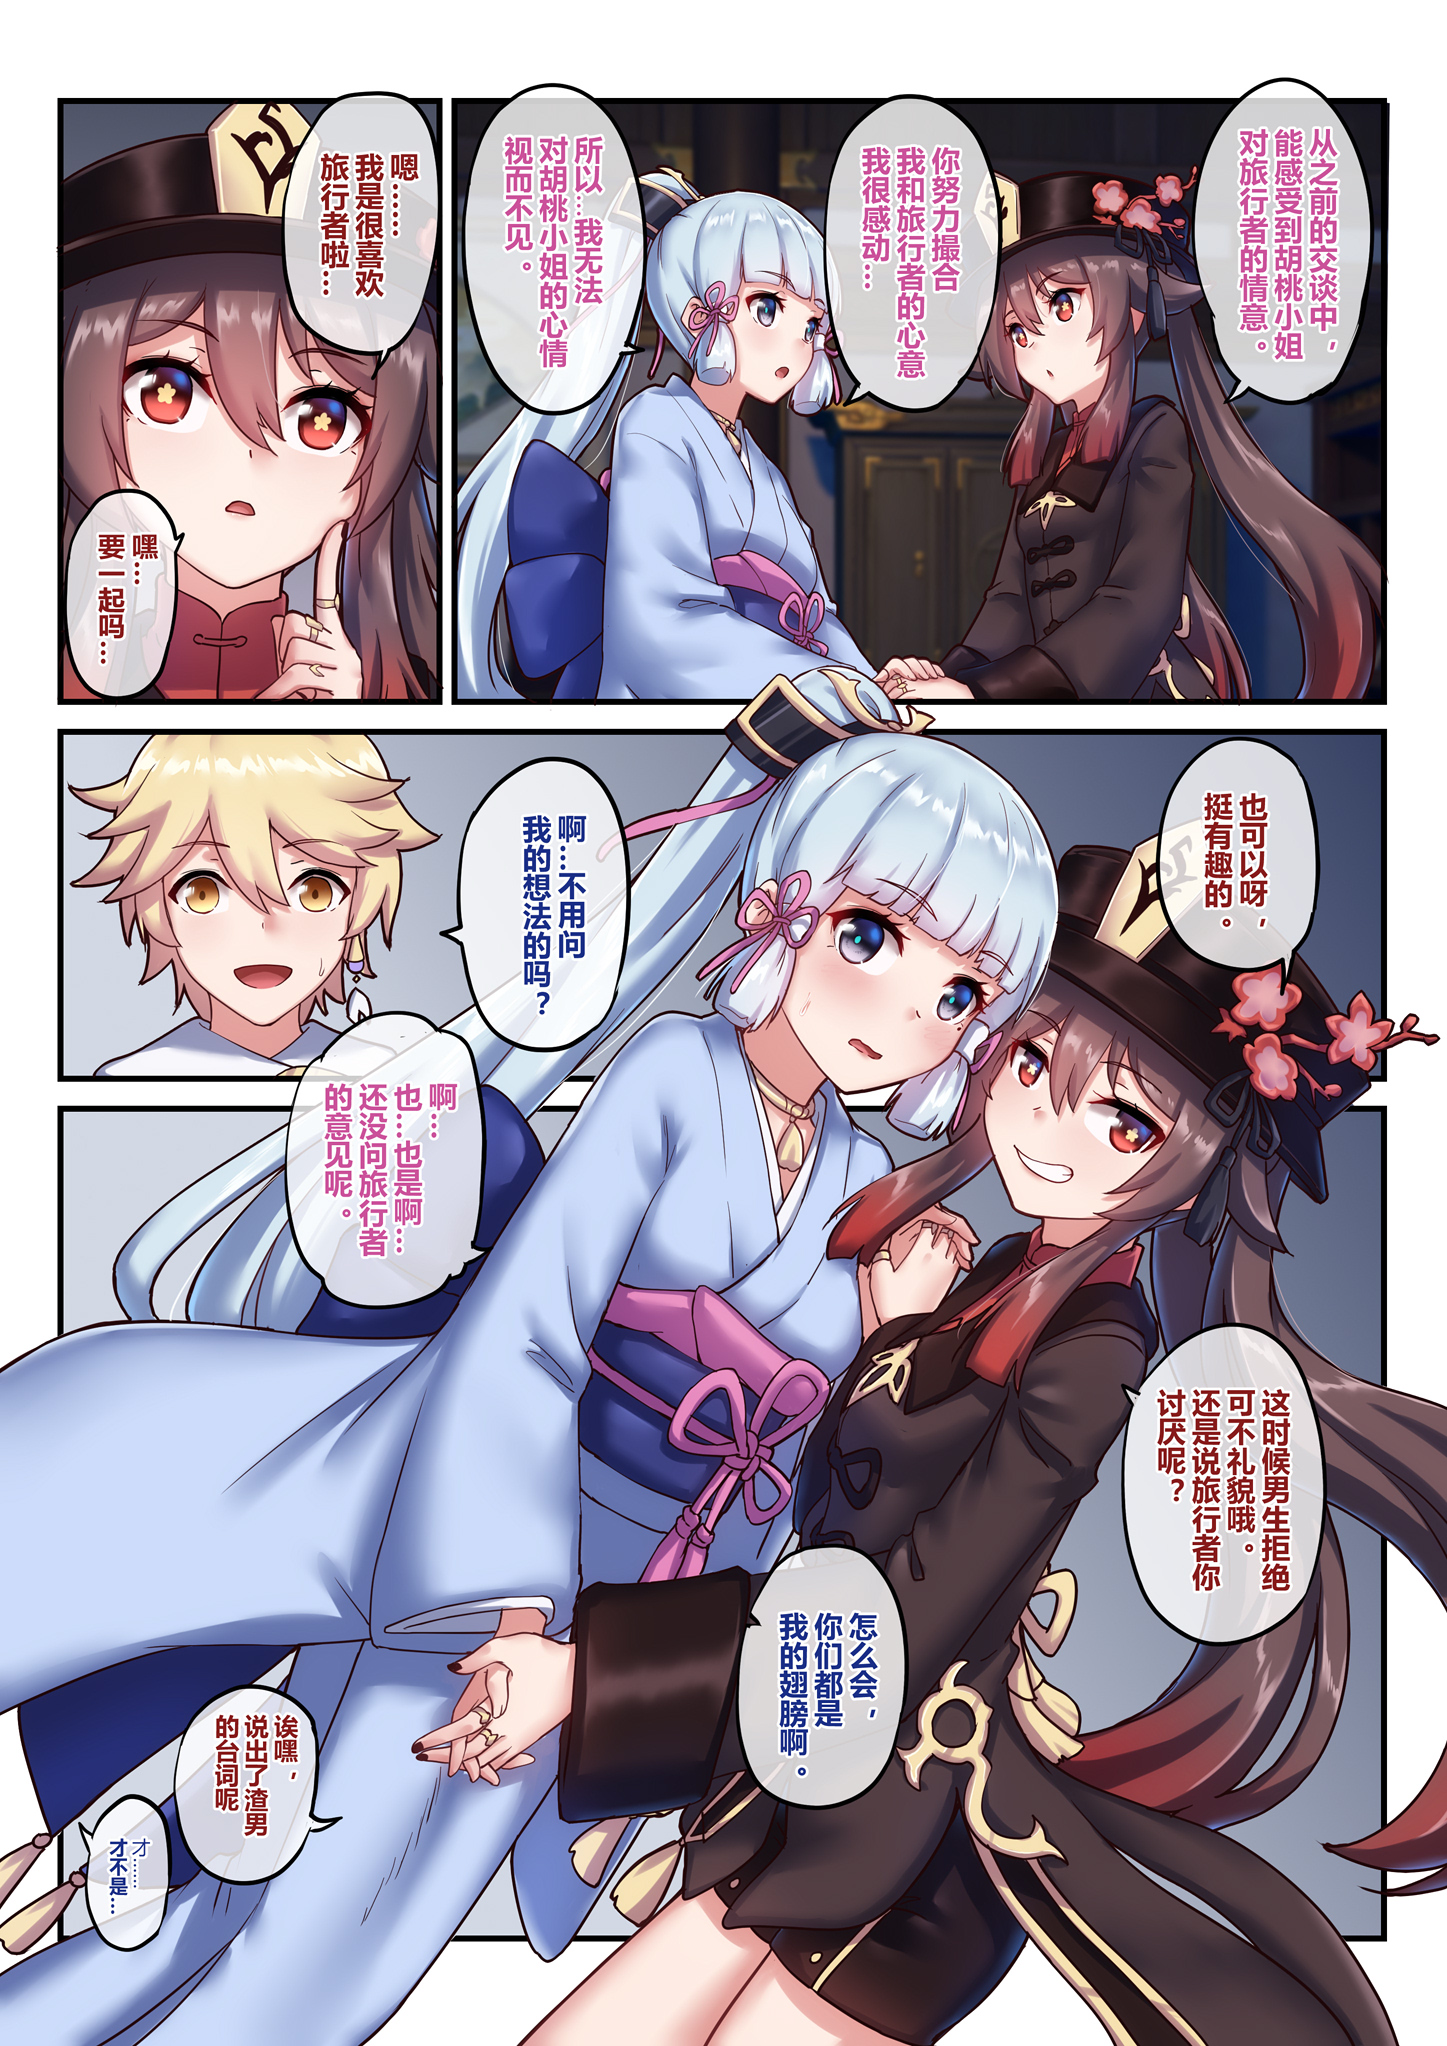 从之前的交谈中，
能感受到胡桃小姐
对旅行者的情意。
你努力撮合
我和旅行者的心意
我很感动…
所以…我无法
对胡桃小姐的心情
视而不见。
嗯……
我是很喜欢
旅行者啦…
嘿…
要一起吗…
也可以呀，
挺有趣的。
啊…不用问
我的想法的吗？
啊…
也…也是啊…
还没问旅行者
的意见呢。
这时候男生拒绝
可不礼貌哦。
还是说旅行者你
讨厌呢？
怎么会，
你们都是
我的翅膀啊。
诶嘿，
说出了渣男
的台词呢
才……
才不是…